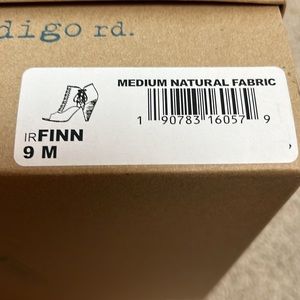 digo rd.
MEDIUM NATURAL FABRIC
1 90783 16057 9
IRFINN
9 M